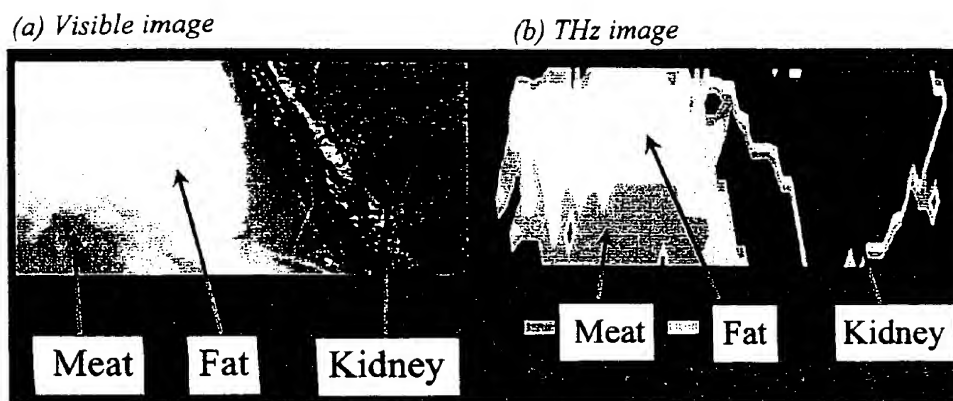 (a) Visible image
(b) THz image
Meat
Fat
Kidney
Meat
Fat
Kidney